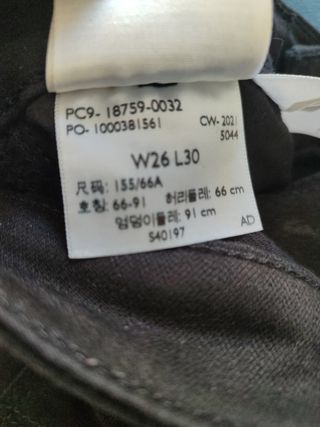 PC9- 18759-0032
PO- 1000381561 CW- 2021
5044
W26 L30
尺码: 155/66A
호칭: 66-91 허리둘레: 66 cm
엉덩이둘레: 91 cm
S40197 AD